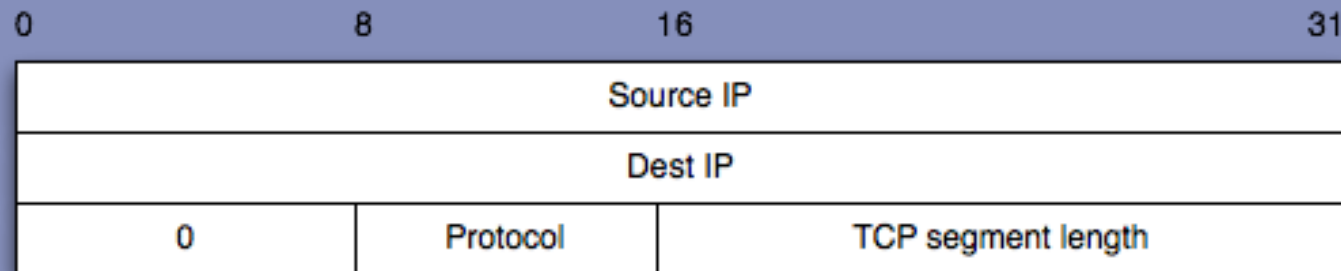 0 8 16 31
Source IP
Dest IP
0 Protocol TCP segment length